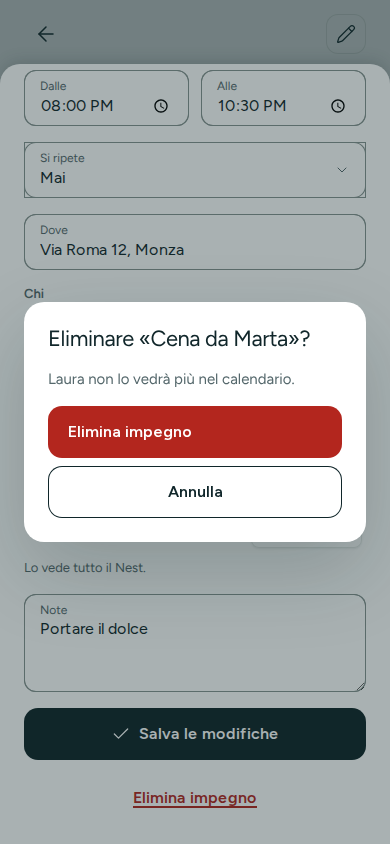 Dalle
08:00 PM
Alle
10:30 PM
Si ripete
Mai
Dove
Via Roma 12, Monza
Chi
Eliminare «Cena da Marta»?
Laura non lo vedrà più nel calendario.
Elimina impegno
Annulla
Lo vede tutto il Nest.
Note
Portare il dolce
Salva le modifiche
Elimina impegno